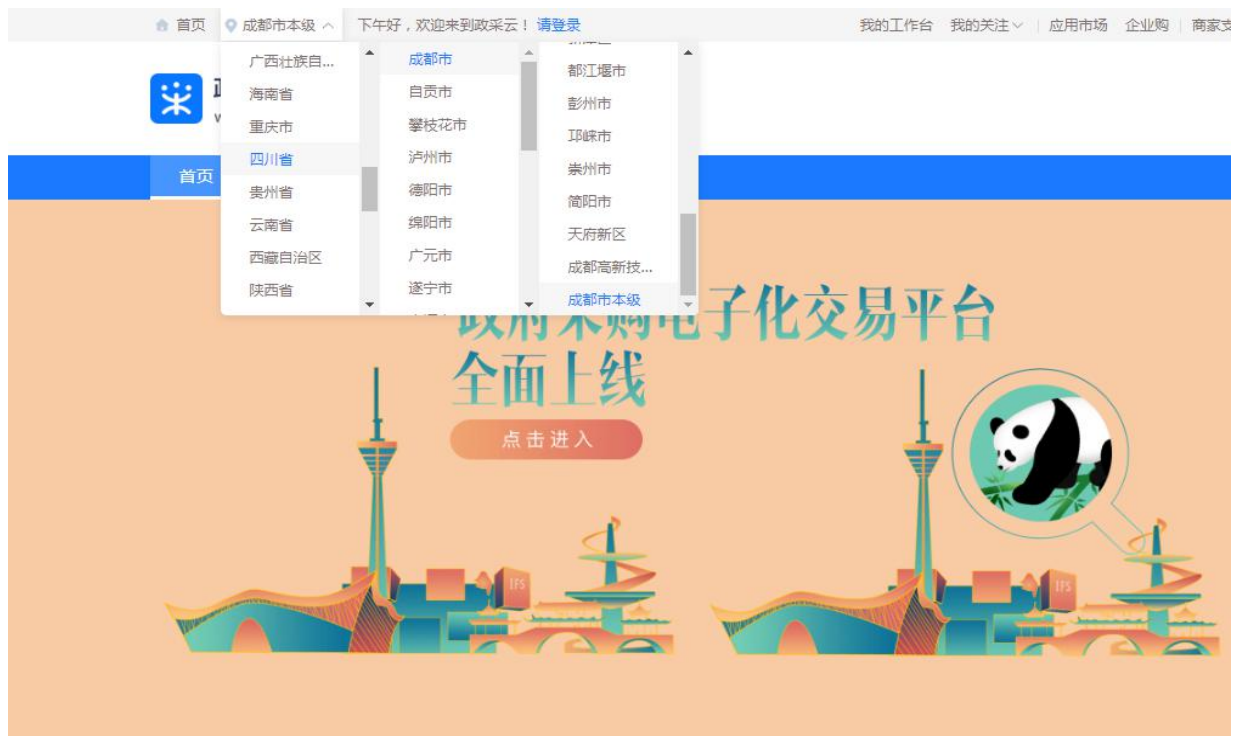 首页 成都市本级 下午好，欢迎来到政采云！请登录 我的工作台 我的关注 应用市场 企业购 商家支
广西壮族自...
海南省
重庆市
四川省
贵州省
云南省
西藏自治区
陕西省
成都市
自贡市
攀枝花市
泸州市
德阳市
绵阳市
广元市
遂宁市
都江堰市
彭州市
邛崃市
崇州市
简阳市
天府新区
成都高新技...
成都市本级
首页
政府采购电子化交易平台
全面上线
点击进入
IFS
IFS